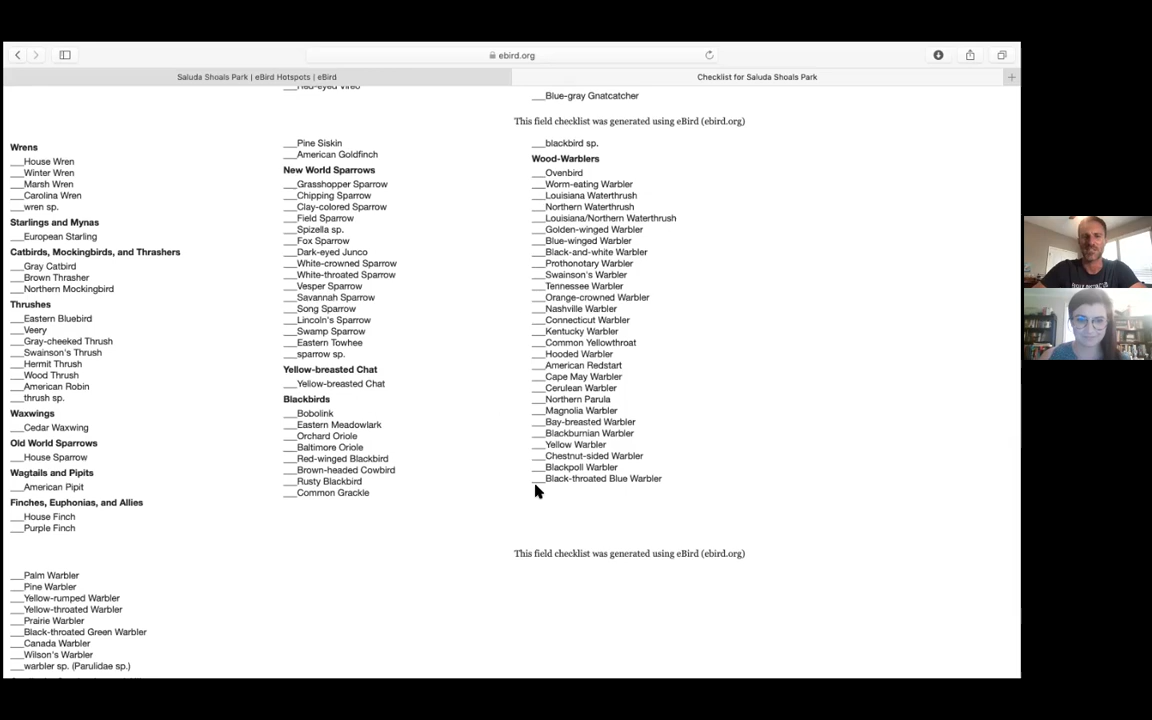 ebird.org
Saluda Shoals Park | eBird Hotspots | eBird
Checklist for Saluda Shoals Park
___Red-eyed Vireo
___Blue-gray Gnatcatcher
This field checklist was generated using eBird (ebird.org)
Wrens
___House Wren
___Winter Wren
___Marsh Wren
___Carolina Wren
___wren sp.
Starlings and Mynas
___European Starling
Catbirds, Mockingbirds, and Thrashers
___Gray Catbird
___Brown Thrasher
___Northern Mockingbird
Thrushes
___Eastern Bluebird
___Veery
___Gray-cheeked Thrush
___Swainson's Thrush
___Hermit Thrush
___Wood Thrush
___American Robin
___thrush sp.
Waxwings
___Cedar Waxwing
Old World Sparrows
___House Sparrow
Wagtails and Pipits
___American Pipit
Finches, Euphonias, and Allies
___House Finch
___Purple Finch
___Pine Siskin
___American Goldfinch
New World Sparrows
___Grasshopper Sparrow
___Chipping Sparrow
___Clay-colored Sparrow
___Field Sparrow
___Spizella sp.
___Fox Sparrow
___Dark-eyed Junco
___White-crowned Sparrow
___White-throated Sparrow
___Vesper Sparrow
___Savannah Sparrow
___Song Sparrow
___Lincoln's Sparrow
___Swamp Sparrow
___Eastern Towhee
___sparrow sp.
Yellow-breasted Chat
___Yellow-breasted Chat
Blackbirds
___Bobolink
___Eastern Meadowlark
___Orchard Oriole
___Baltimore Oriole
___Red-winged Blackbird
___Brown-headed Cowbird
___Rusty Blackbird
___Common Grackle
___blackbird sp.
Wood-Warblers
___Ovenbird
___Worm-eating Warbler
___Louisiana Waterthrush
___Northern Waterthrush
___Louisiana/Northern Waterthrush
___Golden-winged Warbler
___Blue-winged Warbler
___Black-and-white Warbler
___Prothonotary Warbler
___Swainson's Warbler
___Tennessee Warbler
___Orange-crowned Warbler
___Nashville Warbler
___Connecticut Warbler
___Kentucky Warbler
___Common Yellowthroat
___Hooded Warbler
___American Redstart
___Cape May Warbler
___Cerulean Warbler
___Northern Parula
___Magnolia Warbler
___Bay-breasted Warbler
___Blackburnian Warbler
___Yellow Warbler
___Chestnut-sided Warbler
___Blackpoll Warbler
___Black-throated Blue Warbler
This field checklist was generated using eBird (ebird.org)
___Palm Warbler
___Pine Warbler
___Yellow-rumped Warbler
___Yellow-throated Warbler
___Prairie Warbler
___Black-throated Green Warbler
___Canada Warbler
___Wilson's Warbler
___warbler sp. (Parulidae sp.)